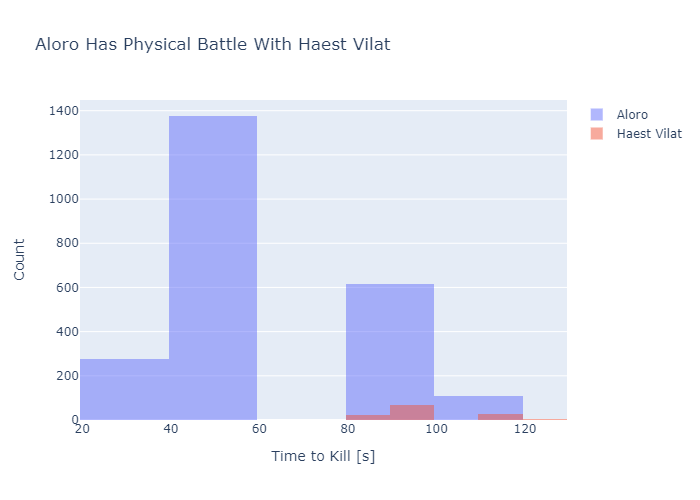 Aloro Has Physical Battle With Haest Vilat
1400
1200
1000
800
600
400
200
0
Count
20 40 60 80 100 120
Time to Kill [s]
Aloro
Haest Vilat